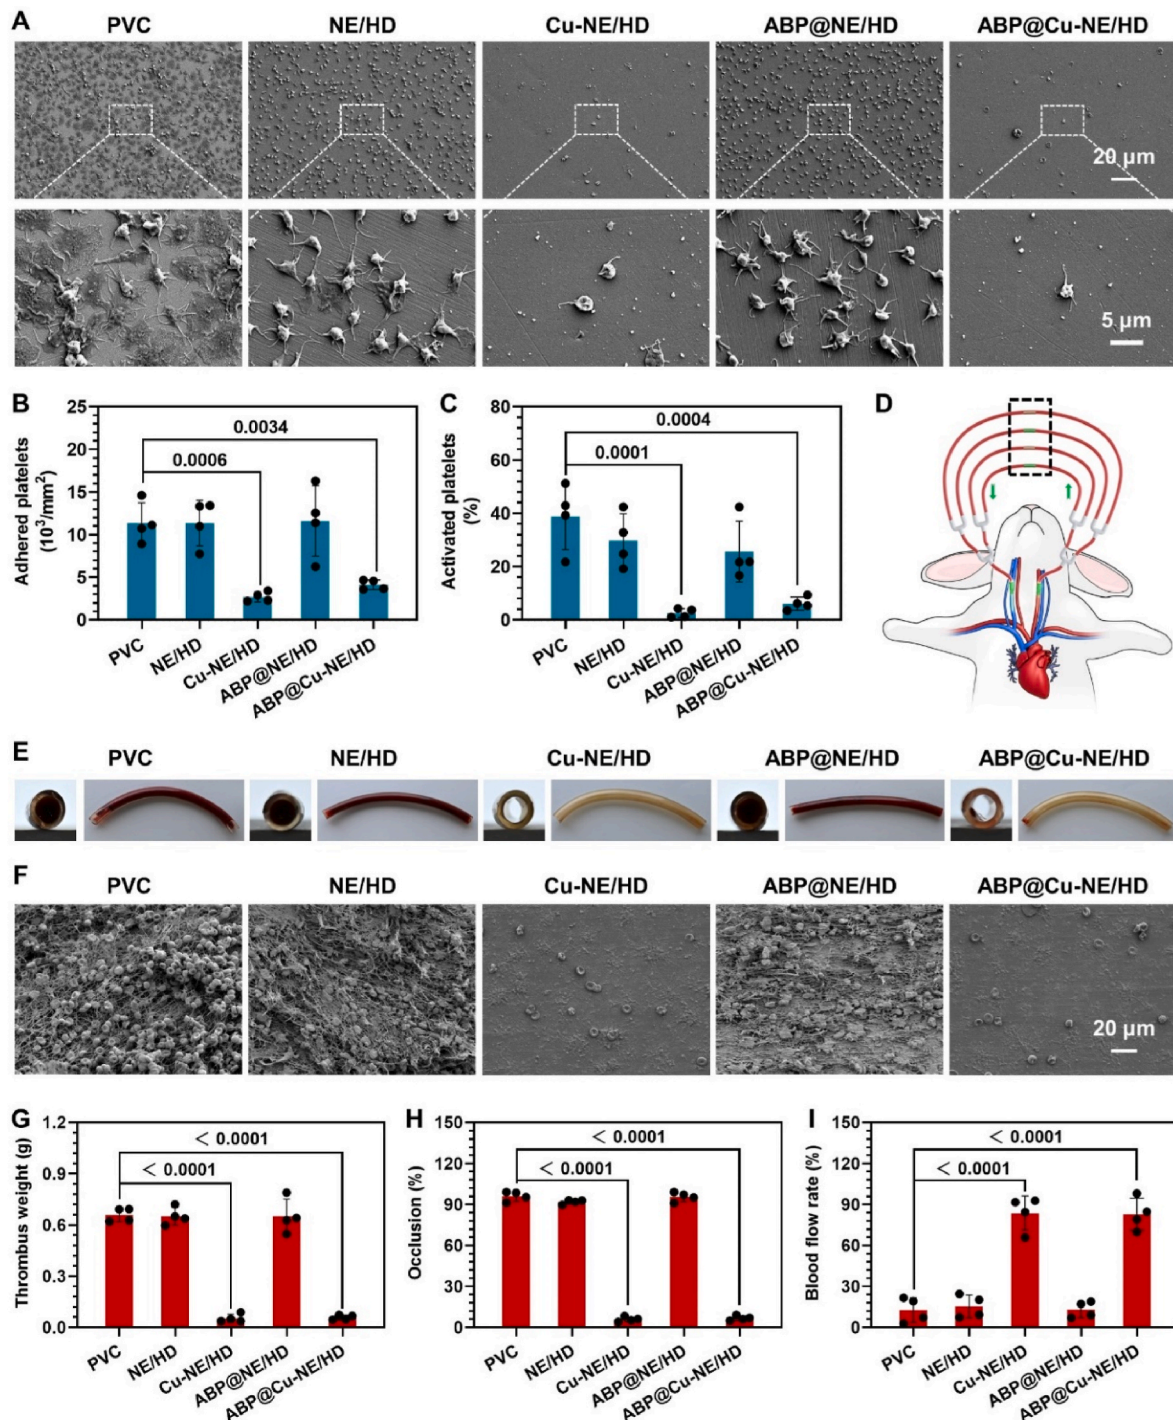 A
PVC NE/HD Cu-NE/HD ABP@NE/HD ABP@Cu-NE/HD
20 μm
5 μm
B
Adhered platelets
(10³/mm²)
25
20
15
10
5
0
0.0034
0.0006
PVC
NE/HD
Cu-NE/HD
ABP@NE/HD
ABP@Cu-NE/HD
C
Activated platelets
(%)
80
60
40
20
0
0.0004
0.0001
PVC
NE/HD
Cu-NE/HD
ABP@NE/HD
ABP@Cu-NE/HD
D
E
PVC NE/HD Cu-NE/HD ABP@NE/HD ABP@Cu-NE/HD
F
PVC NE/HD Cu-NE/HD ABP@NE/HD ABP@Cu-NE/HD
20 μm
G
Thrombus weight (g)
1.2
0.9
0.6
0.3
0.0
< 0.0001
< 0.0001
PVC
NE/HD
Cu-NE/HD
ABP@NE/HD
ABP@Cu-NE/HD
H
Occlusion (%)
150
120
90
60
30
0
< 0.0001
< 0.0001
PVC
NE/HD
Cu-NE/HD
ABP@NE/HD
ABP@Cu-NE/HD
I
Blood flow rate (%)
150
120
90
60
30
0
< 0.0001
< 0.0001
PVC
NE/HD
Cu-NE/HD
ABP@NE/HD
ABP@Cu-NE/HD